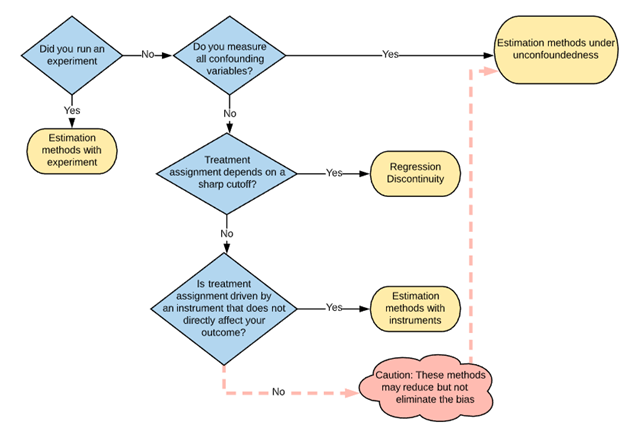 Did you run an
experiment
No
Do you measure
all confounding
variables?
Yes
Estimation methods under
unconfoundedness
Yes
Estimation
methods with
experiment
No
Treatment
assignment depends on a
sharp cutoff?
Yes
Regression
Discontinuity
No
Is treatment
assignment driven by
an instrument that does not
directly affect your
outcome?
Yes
Estimation
methods with
instruments
No
Caution: These methods
may reduce but not
eliminate the bias